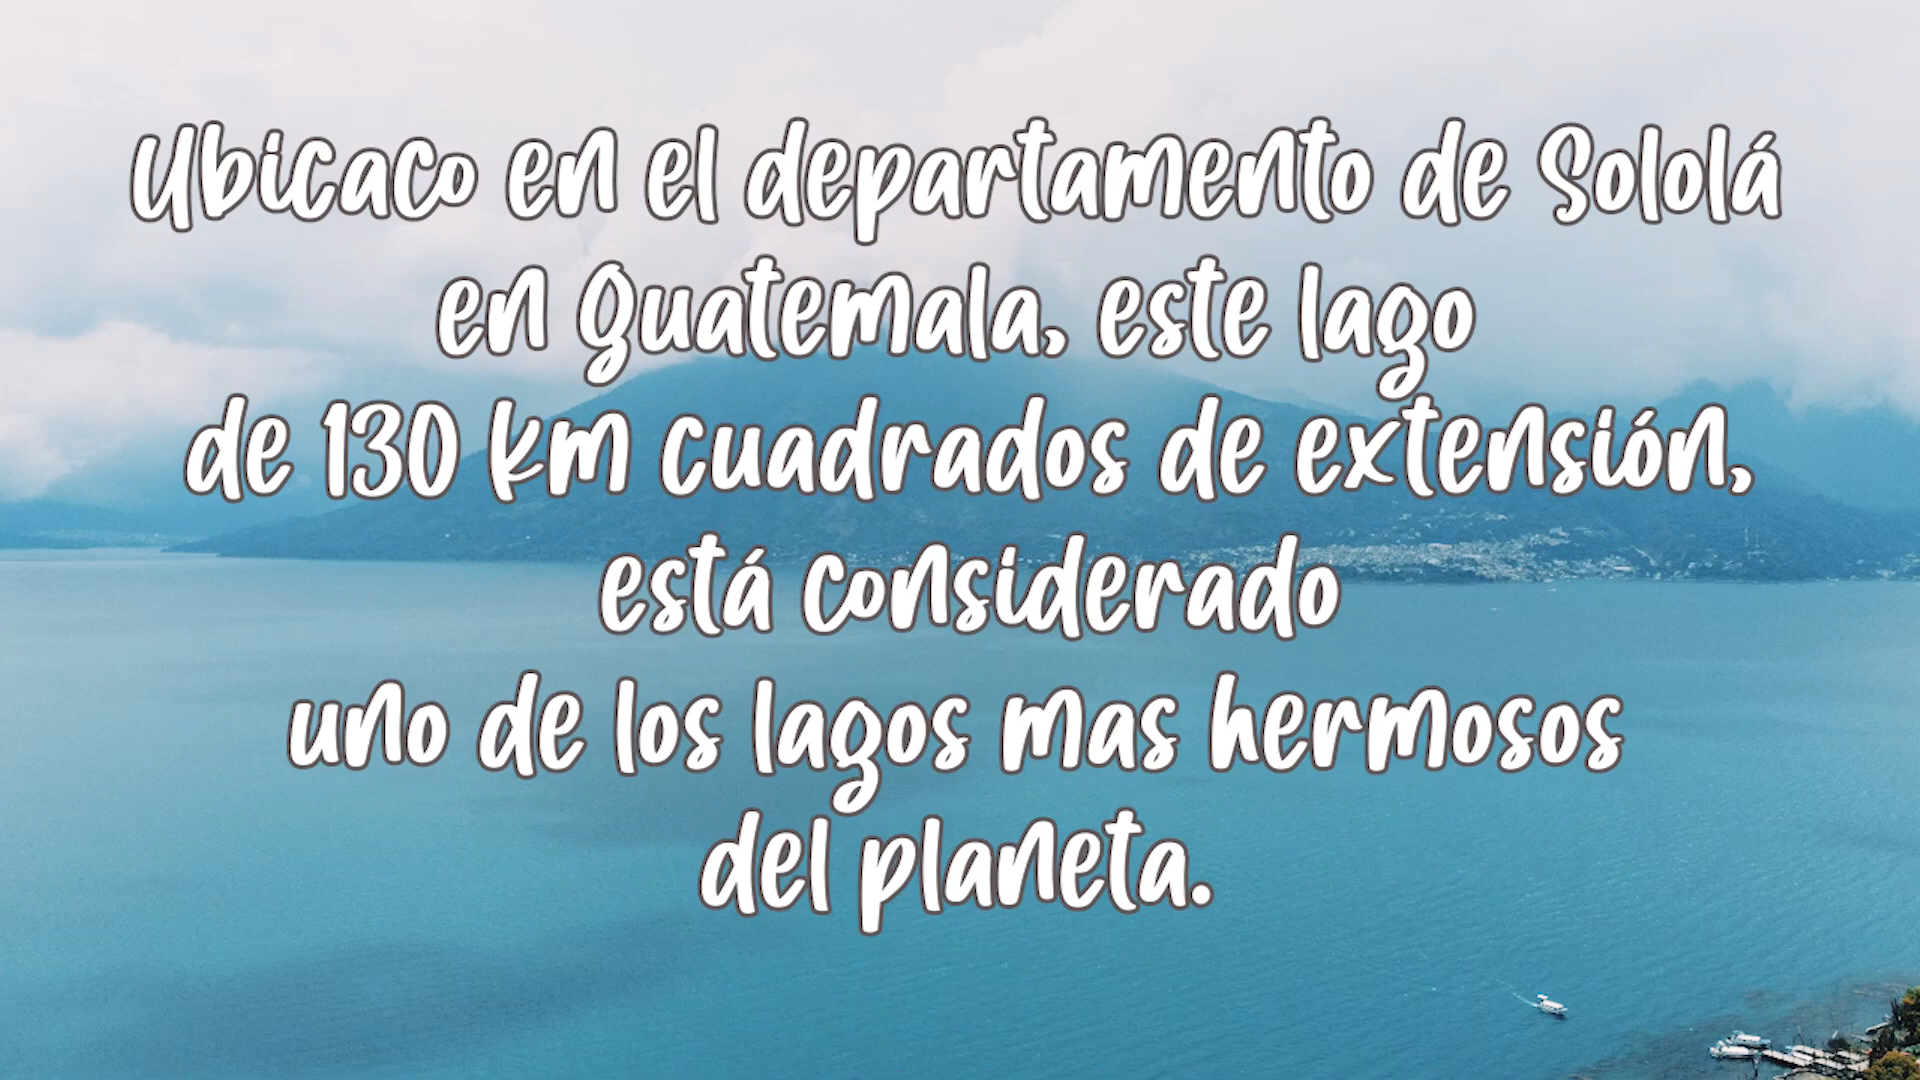 Ubicaco en el departamento de Sololá
en Guatemala, este lago
de 130 km cuadrados de extensión,
está considerado
uno de los lagos mas hermosos
del planeta.